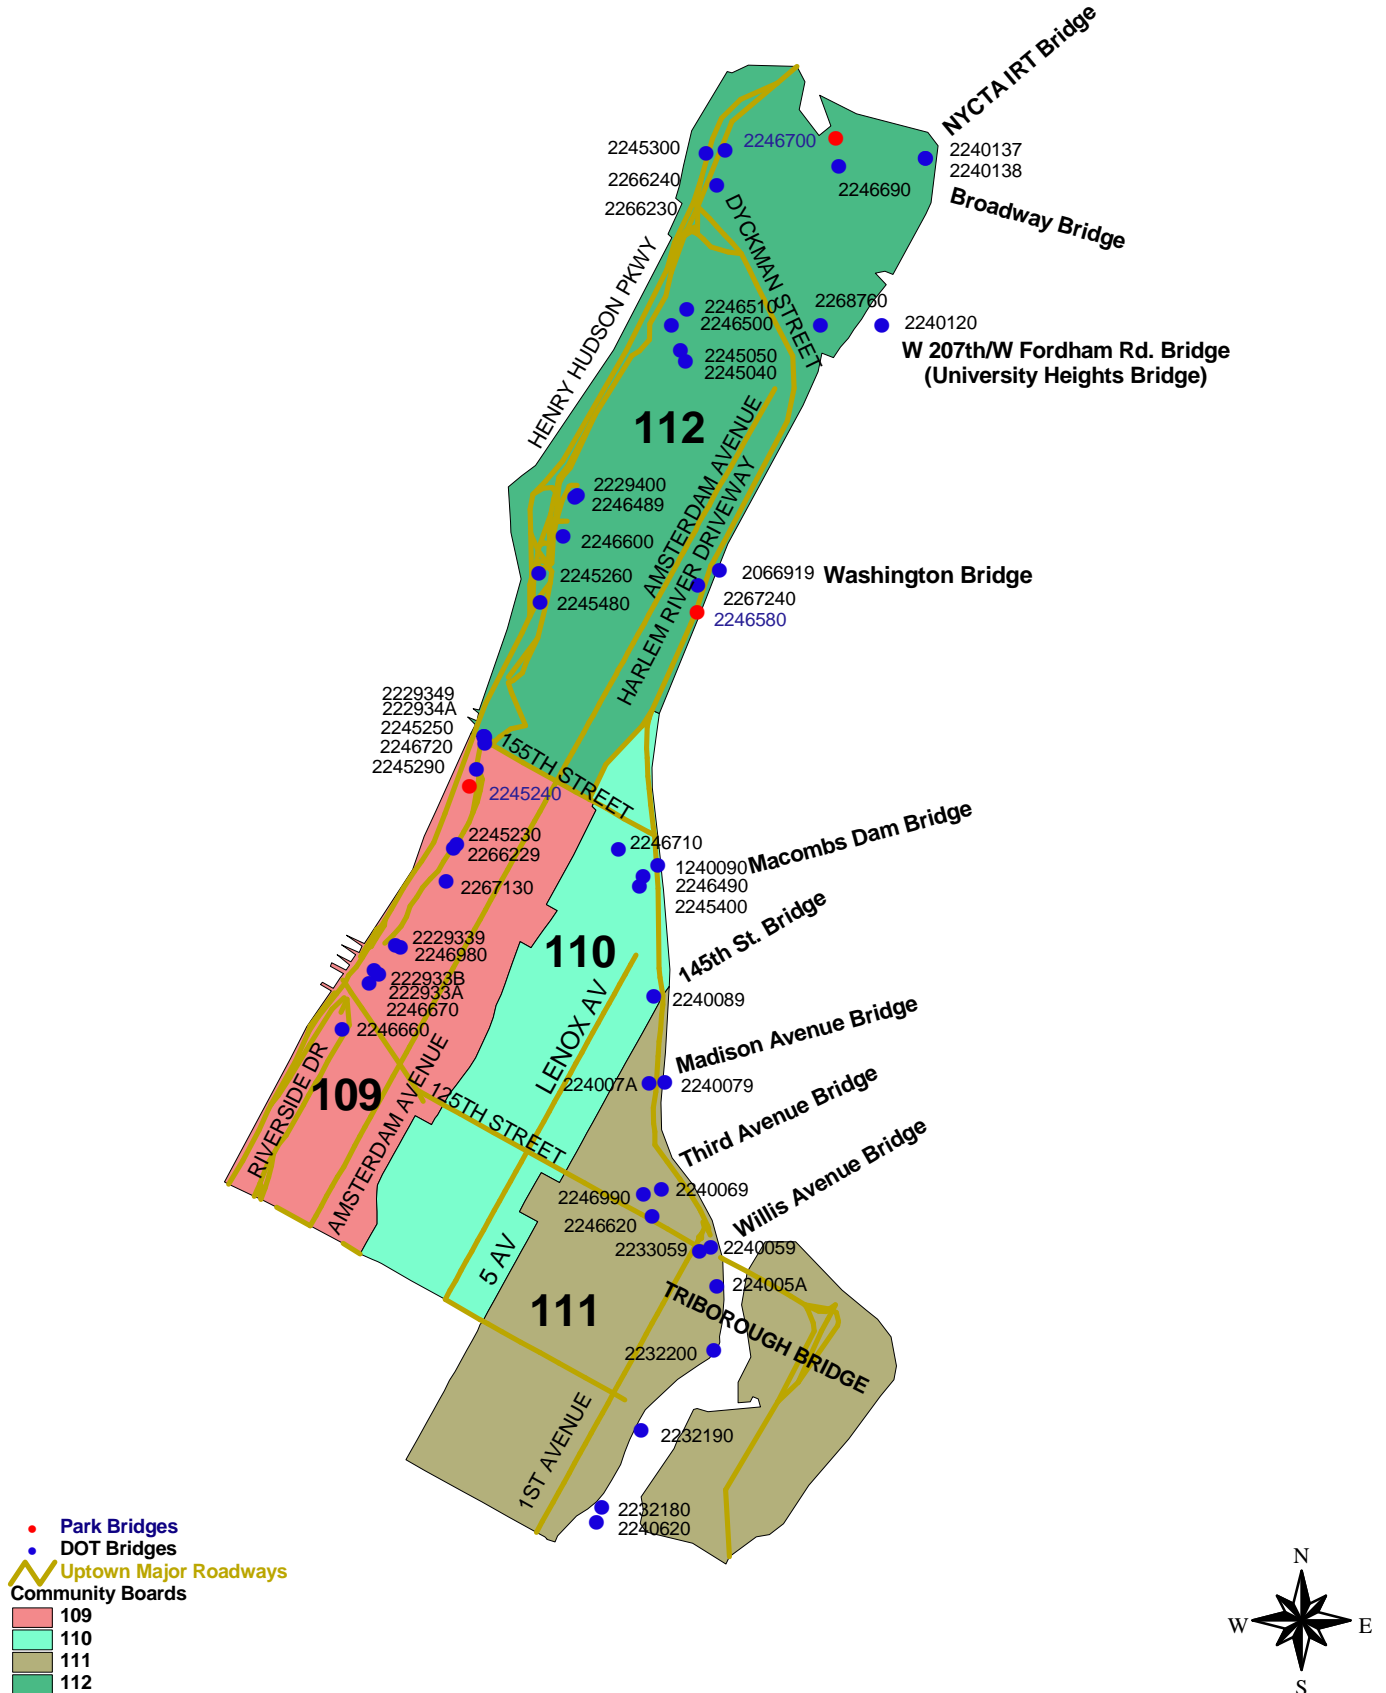 NYCTA IRT Bridge
2245300
2246700
2240137
2240138
2266240
2246690
2266230
Broadway Bridge
DYCKMAN STREET
HENRY HUDSON PKWY
2246510
2268760
2246500
2240120
W 207th/W Fordham Rd. Bridge
(University Heights Bridge)
2245050
2245040
112
AMSTERDAM AVENUE
HARLEM RIVER DRIVEWAY
2229400
2246489
2246600
2245260
2066919
Washington Bridge
2267240
2245480
2246580
2229349
222934A
2245250
2246720
2245290
155TH STREET
2245240
2245230
2246710
2266229
1240090
Macombs Dam Bridge
2267130
2246490
2245400
145th St. Bridge
2229339
2246980
110
222933B
222933A
2240089
2246670
2246660
Madison Avenue Bridge
LENOX AV
RIVERSIDE DR
109
AMSTERDAM AVENUE
125TH STREET
224007A
2240079
Third Avenue Bridge
2246990
2240069
2246620
Willis Avenue Bridge
2233059
2240059
5 AV
224005A
111
TRIBOROUGH BRIDGE
2232200
1ST AVENUE
2232190
2232180
2240620
Park Bridges
DOT Bridges
Uptown Major Roadways
Community Boards
109
110
111
112
N
W
E
S